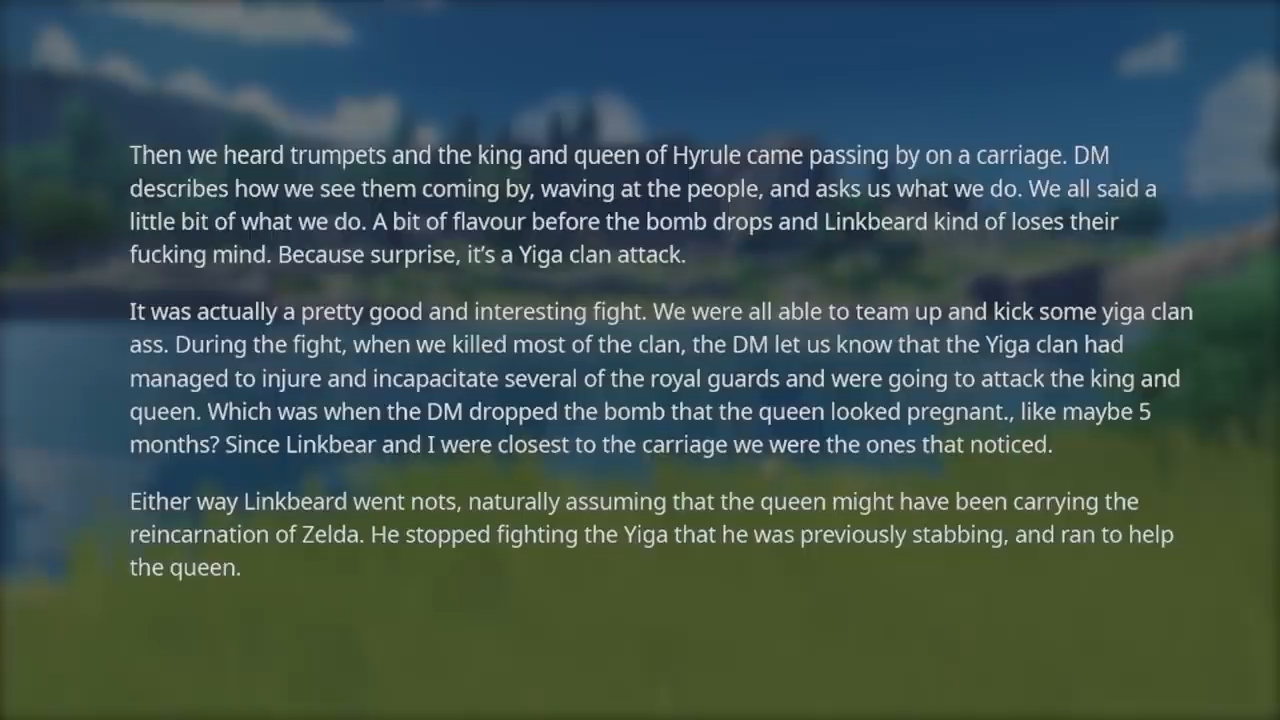 Then we heard trumpets and the king and queen of Hyrule came passing by on a carriage. DM
describes how we see them coming by, waving at the people, and asks us what we do. We all said a
little bit of what we do. A bit of flavour before the bomb drops and Linkbeard kind of loses their
fucking mind. Because surprise, it’s a Yiga clan attack.
It was actually a pretty good and interesting fight. We were all able to team up and kick some yiga clan
ass. During the fight, when we killed most of the clan, the DM let us know that the Yiga clan had
managed to injure and incapacitate several of the royal guards and were going to attack the king and
queen. Which was when the DM dropped the bomb that the queen looked pregnant., like maybe 5
months? Since Linkbear and I were closest to the carriage we were the ones that noticed.
Either way Linkbeard went nots, naturally assuming that the queen might have been carrying the
reincarnation of Zelda. He stopped fighting the Yiga that he was previously stabbing, and ran to help
the queen.